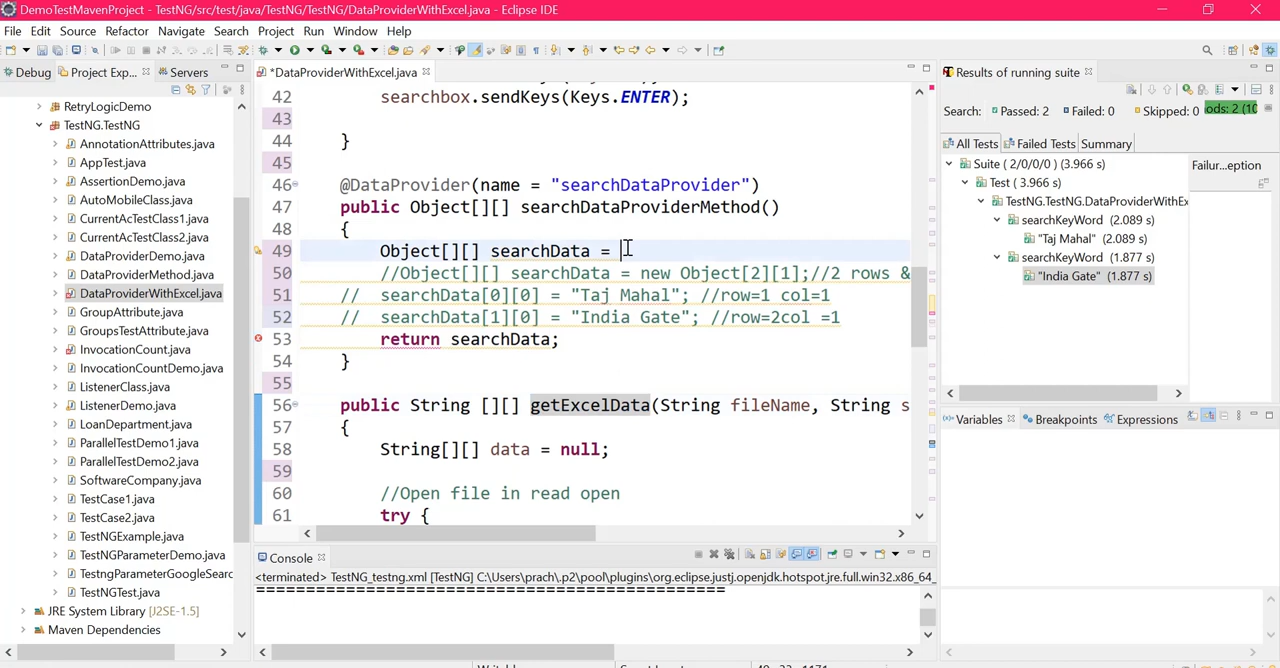 DemoTestMavenProject - TestNG/src/test/java/TestNG/TestNG/DataProviderWithExcel.java - Eclipse IDE
File Edit Source Refactor Navigate Search Project Run Window Help
Debug Project Exp... Servers
RetryLogicDemo
TestNG.TestNG
AnnotationAttributes.java
AppTest.java
AssertionDemo.java
AutoMobileClass.java
CurrentAcTestClass1.java
CurrentAcTestClass2.java
DataProviderDemo.java
DataProviderMethod.java
DataProviderWithExcel.java
GroupAttribute.java
GroupsTestAttribute.java
InvocationCount.java
InvocationCountDemo.java
ListenerClass.java
ListenerDemo.java
LoanDepartment.java
ParallelTestDemo1.java
ParallelTestDemo2.java
SoftwareCompany.java
TestCase1.java
TestCase2.java
TestNGExample.java
TestNGParameterDemo.java
TestngParameterGoogleSearc
TestNGTest.java
JRE System Library [J2SE-1.5]
Maven Dependencies
*DataProviderWithExcel.java
42 searchbox.sendKeys(Keys.ENTER);
43
44 }
45
46 @DataProvider(name = "searchDataProvider")
47 public Object[][] searchDataProviderMethod()
48 {
49 Object[][] searchData =
50 //Object[][] searchData = new Object[2][1];//2 rows &
51 // searchData[0][0] = "Taj Mahal"; //row=1 col=1
52 // searchData[1][0] = "India Gate"; //row=2col =1
53 return searchData;
54 }
55
56 public String [][] getExcelData(String fileName, String s
57 {
58 String[][] data = null;
59
60 //Open file in read open
61 try {
Console
<terminated> TestNG_testng.xml [TestNG] C:\Users\prach\.p2\pool\plugins\org.eclipse.justj.openjdk.hotspot.jre.full.win32.x86_64_
===============================================
Results of running suite
Search: Passed: 2 Failed: 0 Skipped: 0 ods: 2 (10
All Tests Failed Tests Summary
Suite ( 2/0/0/0 ) (3.966 s)
Test ( 3.966 s)
TestNG.TestNG.DataProviderWithEx
searchKeyWord (2.089 s)
"Taj Mahal" (2.089 s)
searchKeyWord (1.877 s)
"India Gate" (1.877 s)
Failur...eption
Variables Breakpoints Expressions